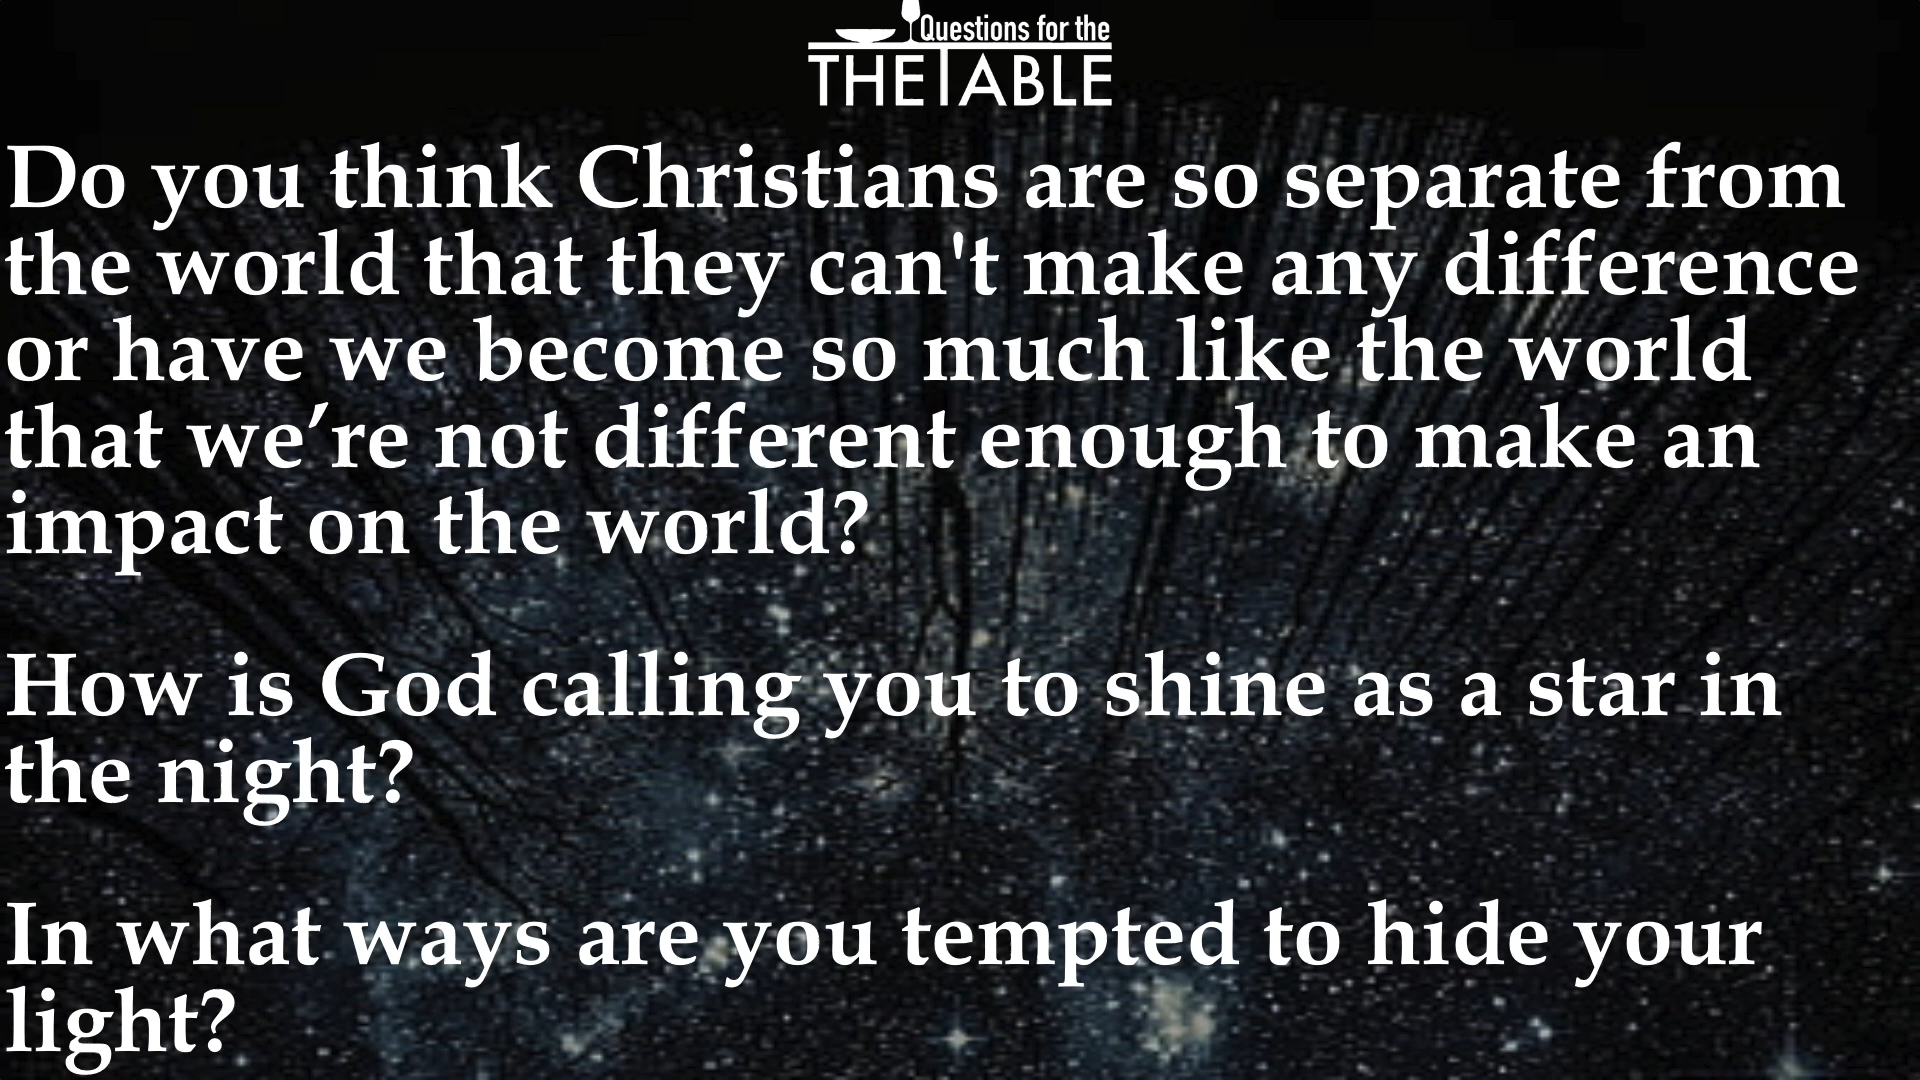 Questions for the
THE TABLE
Do you think Christians are so separate from
the world that they can't make any difference
or have we become so much like the world
that we’re not different enough to make an
impact on the world?
How is God calling you to shine as a star in
the night?
In what ways are you tempted to hide your
light?